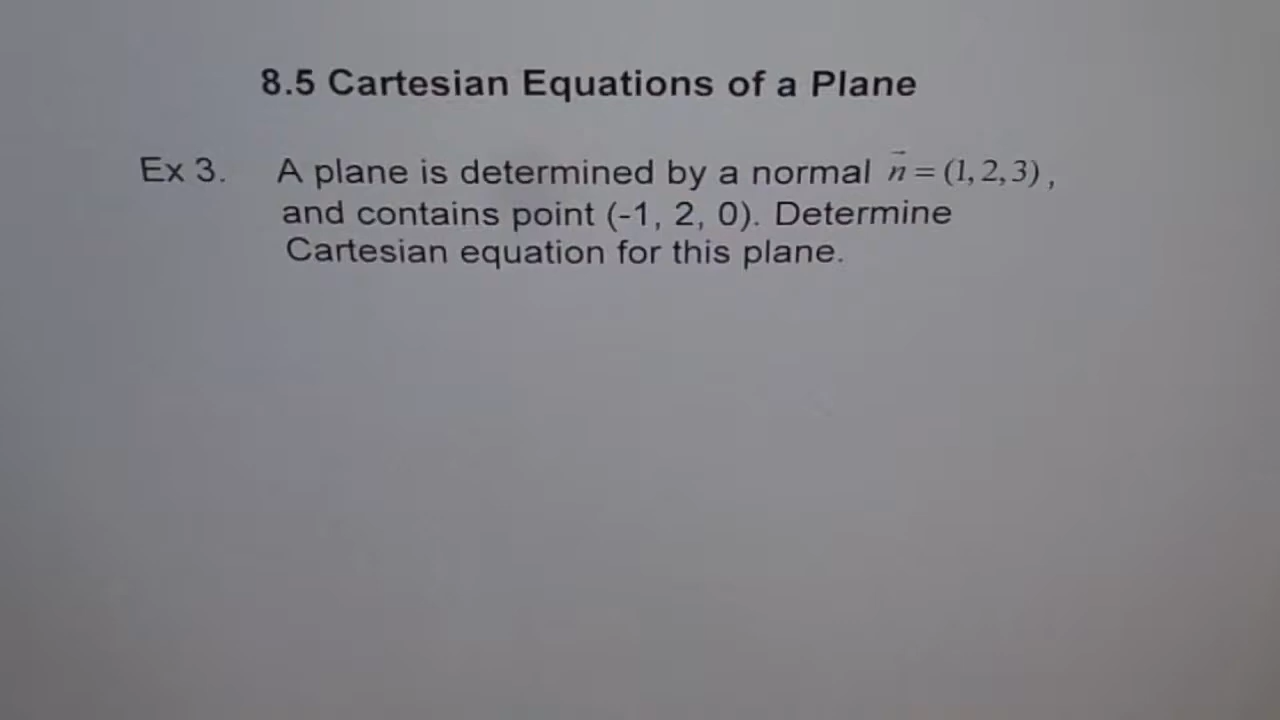 8.5 Cartesian Equations of a Plane
Ex 3. A plane is determined by a normal n⃗ = (1, 2, 3) ,
and contains point (-1, 2, 0). Determine
Cartesian equation for this plane.